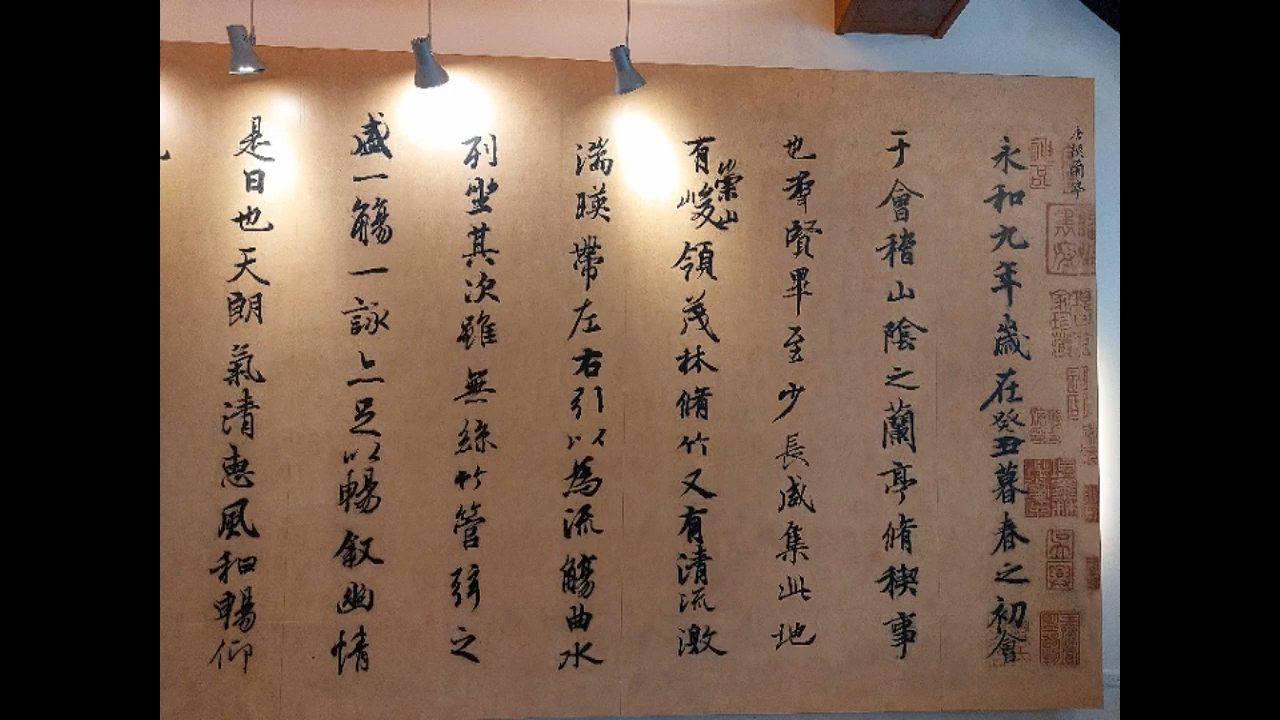 唐模蘭亭
永和九年歲在癸丑暮春之初會
于會稽山陰之蘭亭脩稧事
也羣賢畢至少長咸集此地
有崇山峻領茂林脩竹又有清流激
湍暎帶左右引以為流觴曲水
列坐其次雖無絲竹管弦之
盛一觴一詠亦足以暢敘幽情
是日也天朗氣清惠風和暢仰